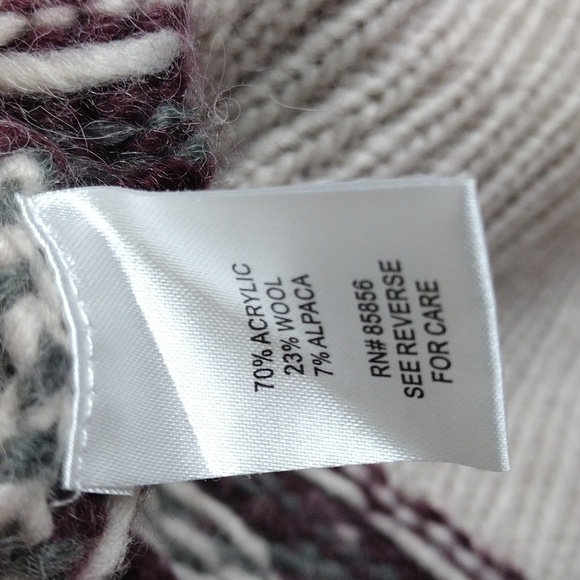 70% ACRYLIC
23% WOOL
7% ALPACA
RN# 85856
SEE REVERSE
FOR CARE